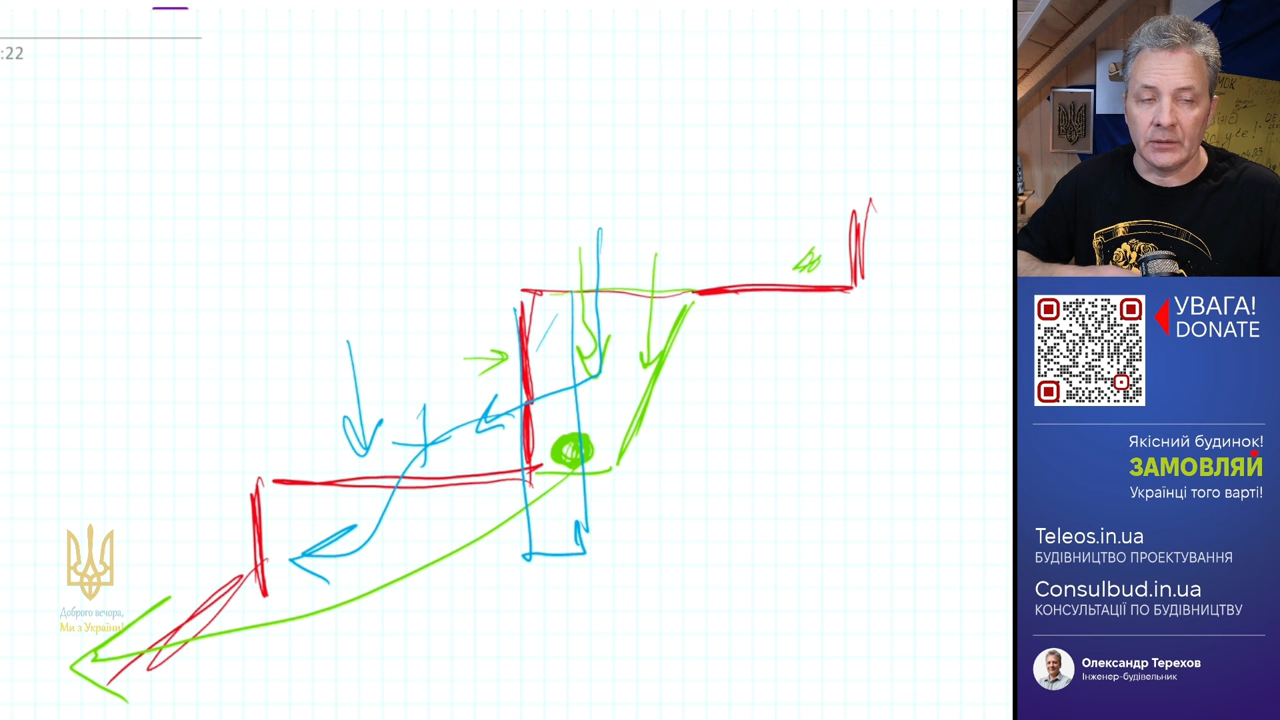 :22
Доброго вечора,
Ми з України!
УВАГА!
DONATE
Якісний будинок!
ЗАМОВЛЯЙ
Українці того варті!
Teleos.in.ua
БУДІВНИЦТВО ПРОЕКТУВАННЯ
Consulbud.in.ua
КОНСУЛЬТАЦІЇ ПО БУДІВНИЦТВУ
Олександр Терехов
Інженер-будівельник